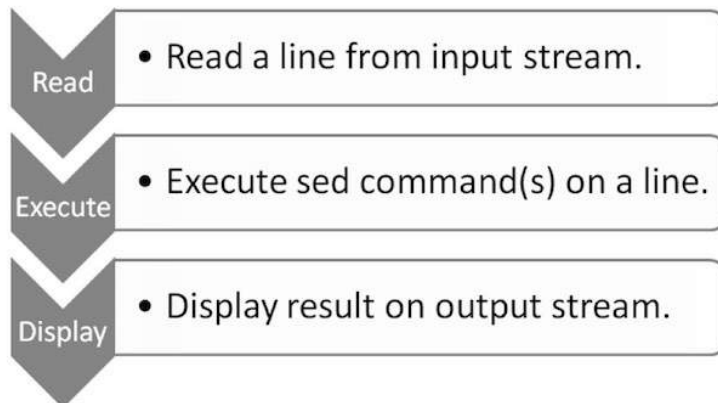 Read
• Read a line from input stream.
Execute
• Execute sed command(s) on a line.
Display
• Display result on output stream.